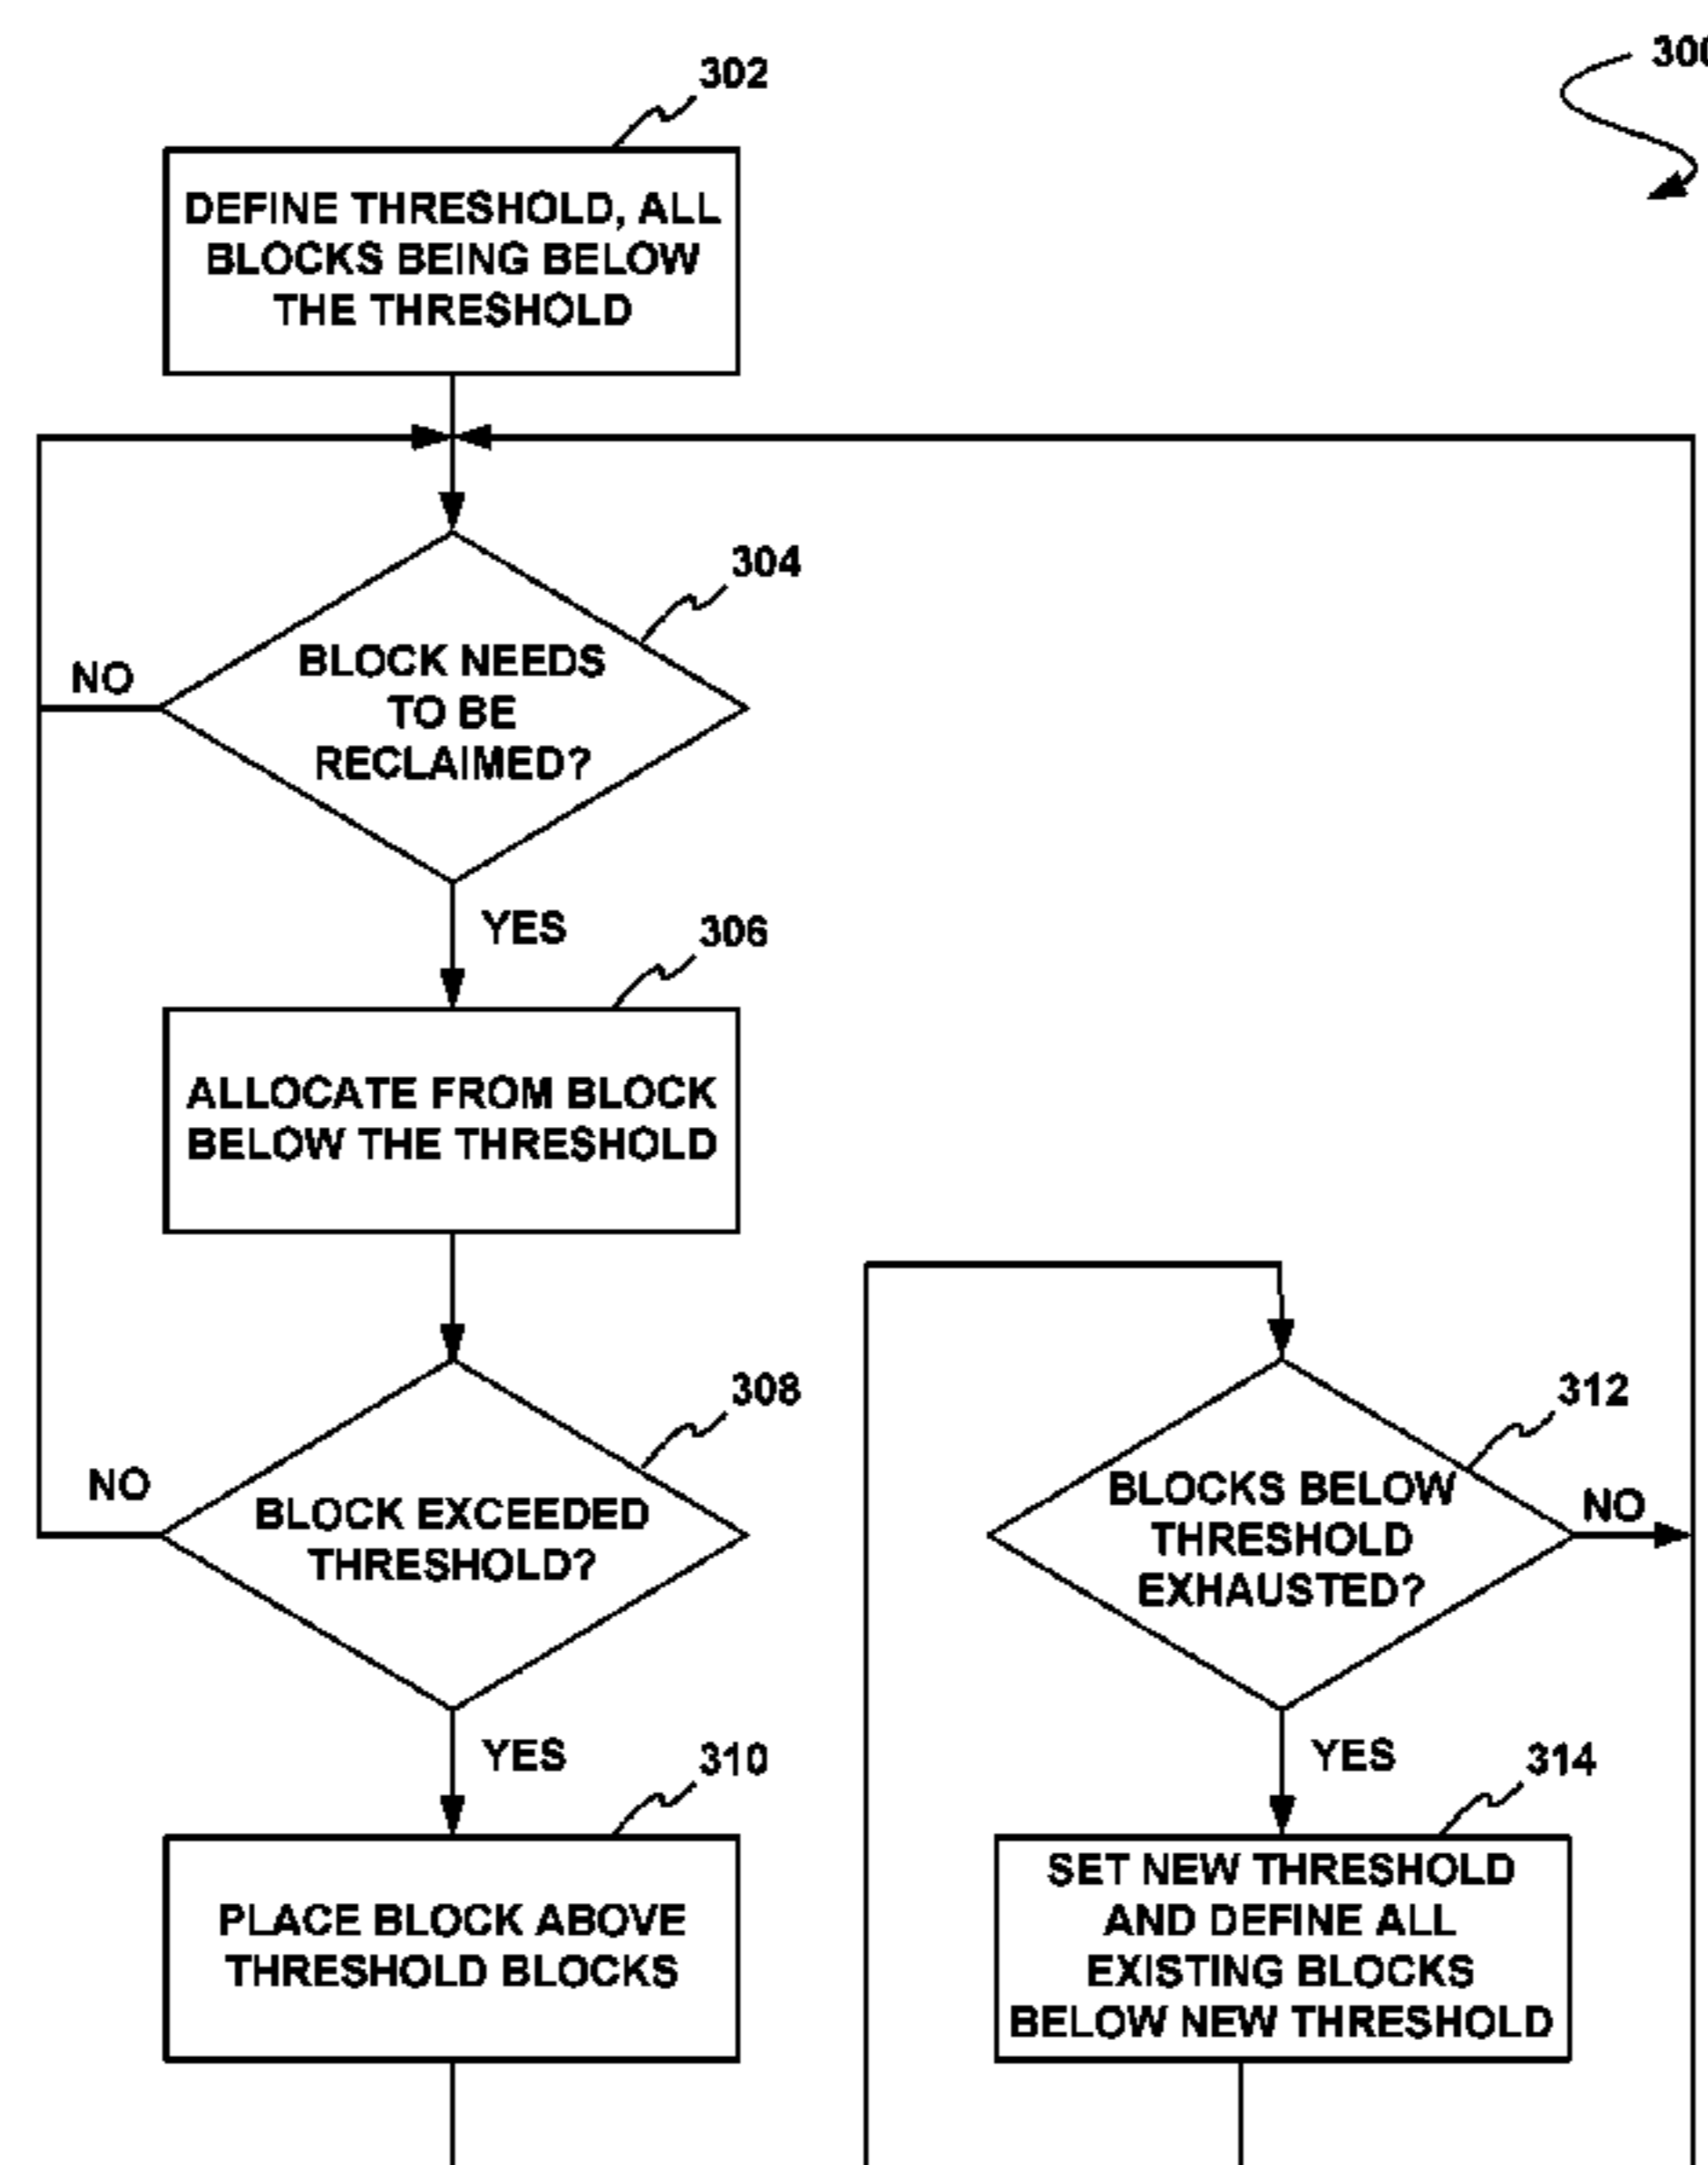 300
302
DEFINE THRESHOLD, ALL
BLOCKS BEING BELOW
THE THRESHOLD
304
BLOCK NEEDS
TO BE
RECLAIMED?
NO
YES
306
ALLOCATE FROM BLOCK
BELOW THE THRESHOLD
308
BLOCK EXCEEDED
THRESHOLD?
NO
YES
310
PLACE BLOCK ABOVE
THRESHOLD BLOCKS
312
BLOCKS BELOW
THRESHOLD
EXHAUSTED?
NO
YES
314
SET NEW THRESHOLD
AND DEFINE ALL
EXISTING BLOCKS
BELOW NEW THRESHOLD